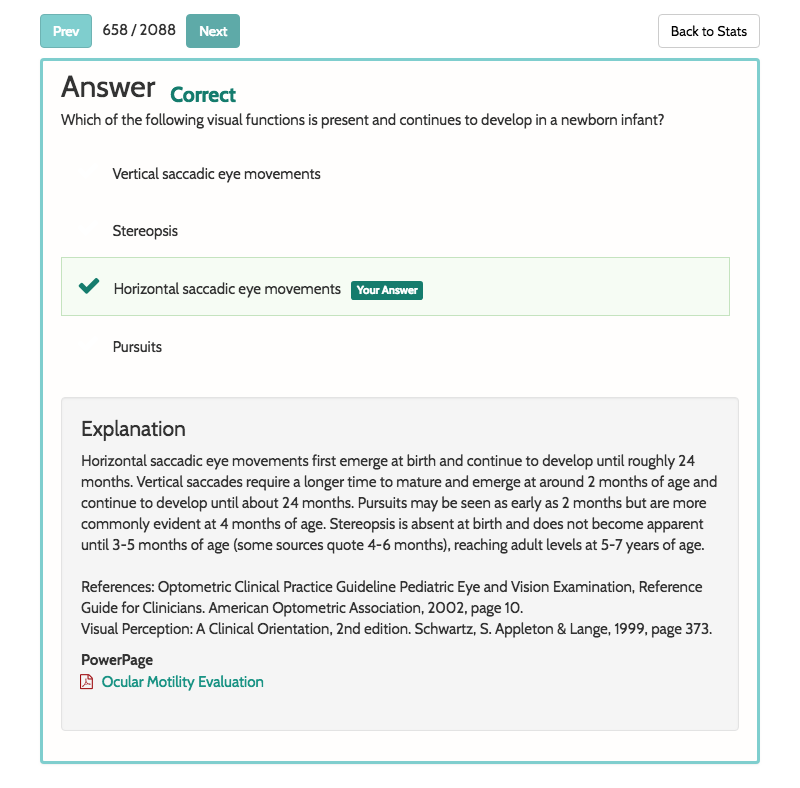 Prev 658 / 2088 Next Back to Stats
Answer Correct
Which of the following visual functions is present and continues to develop in a newborn infant?
Vertical saccadic eye movements
Stereopsis
Horizontal saccadic eye movements Your Answer
Pursuits
Explanation
Horizontal saccadic eye movements first emerge at birth and continue to develop until roughly 24
months. Vertical saccades require a longer time to mature and emerge at around 2 months of age and
continue to develop until about 24 months. Pursuits may be seen as early as 2 months but are more
commonly evident at 4 months of age. Stereopsis is absent at birth and does not become apparent
until 3-5 months of age (some sources quote 4-6 months), reaching adult levels at 5-7 years of age.
References: Optometric Clinical Practice Guideline Pediatric Eye and Vision Examination, Reference
Guide for Clinicians. American Optometric Association, 2002, page 10.
Visual Perception: A Clinical Orientation, 2nd edition. Schwartz, S. Appleton & Lange, 1999, page 373.
PowerPage
Ocular Motility Evaluation